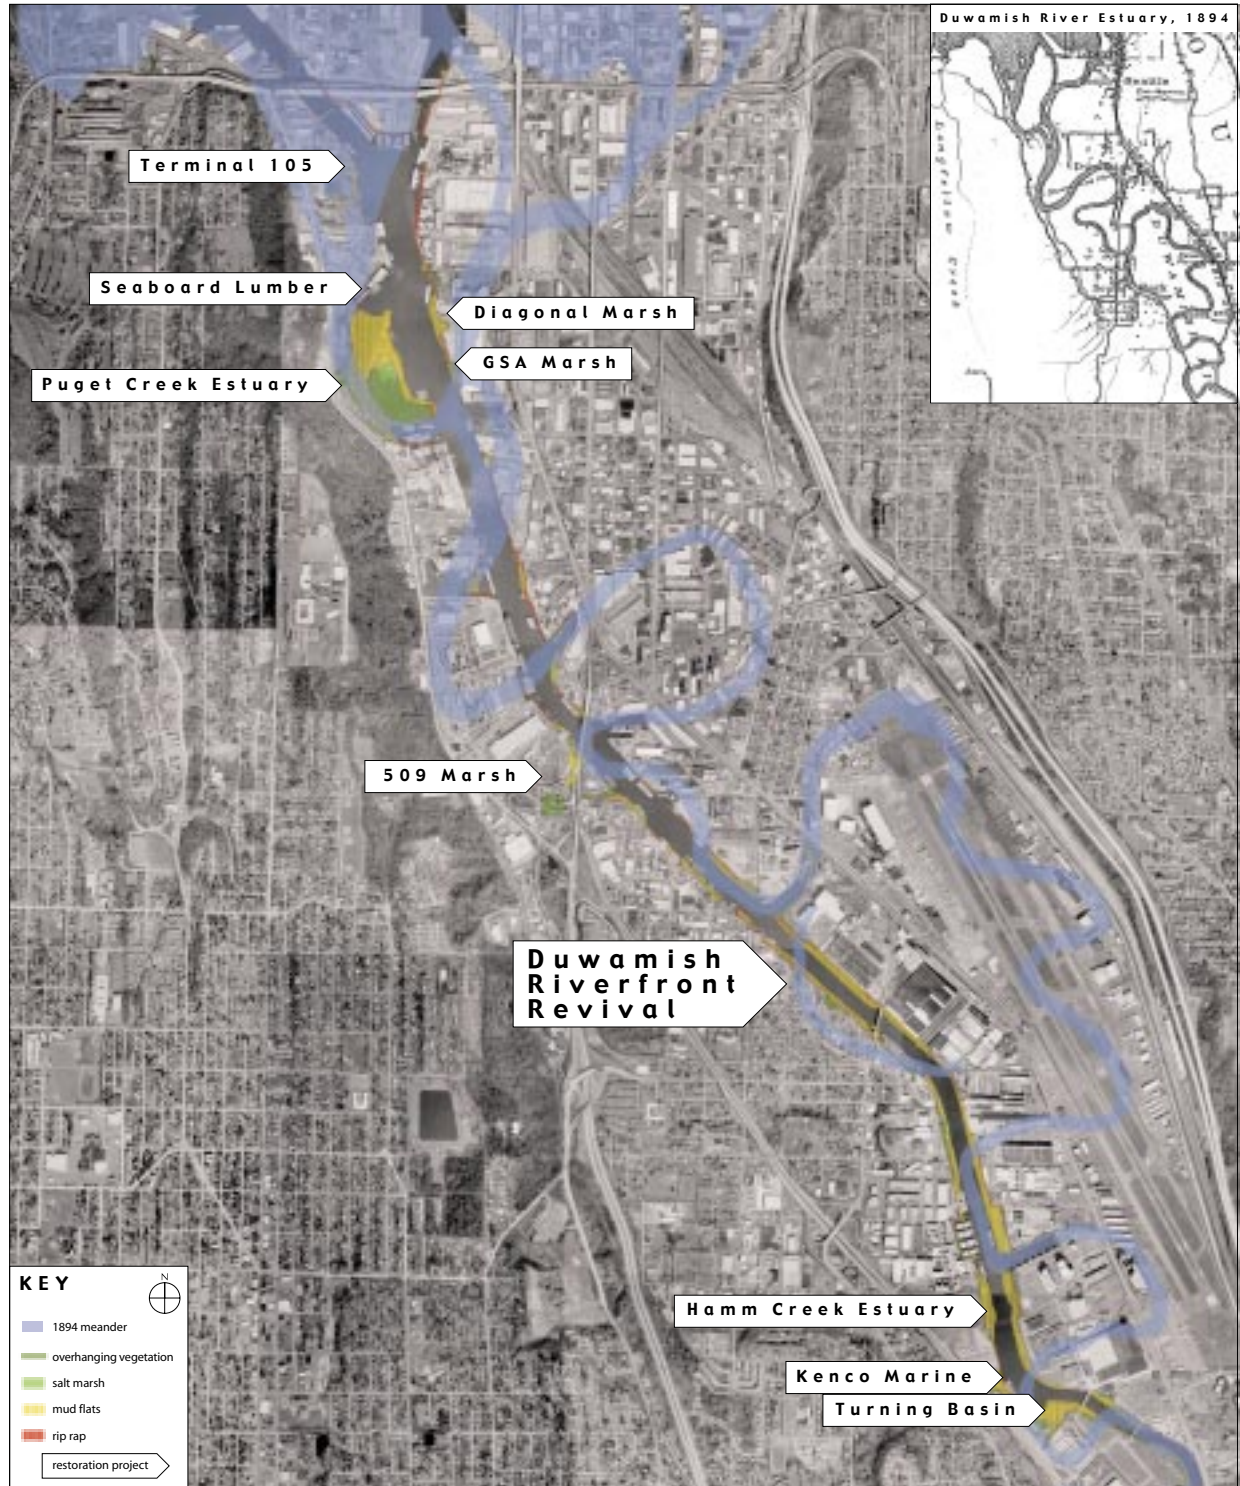 Duwamish River Estuary, 1894
Terminal 105
Seaboard Lumber
Diagonal Marsh
GSA Marsh
Puget Creek Estuary
509 Marsh
Duwamish
Riverfront
Revival
Hamm Creek Estuary
Kenco Marine
Turning Basin
KEY
N
1894 meander
overhanging vegetation
salt marsh
mud flats
rip rap
restoration project